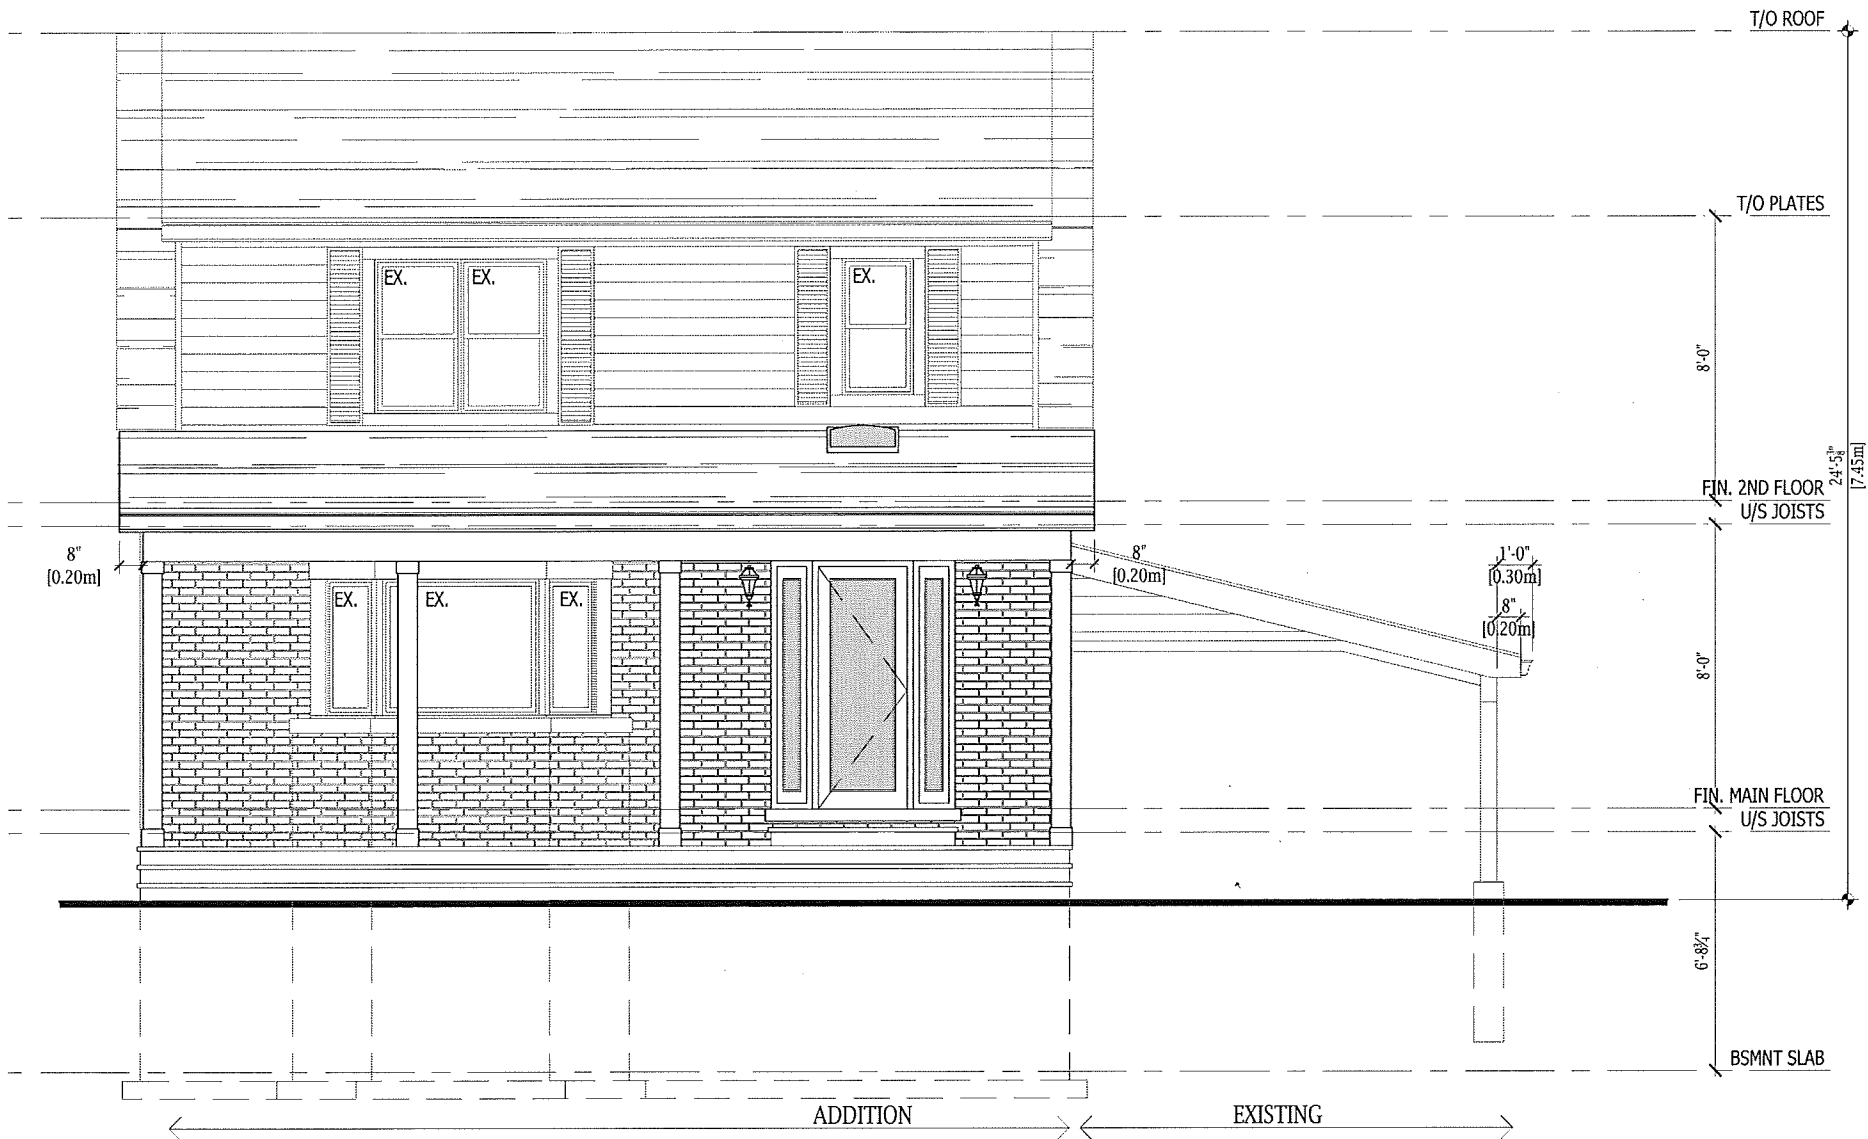 T/O ROOF
T/O PLATES
EX.
EX.
EX.
8'-0"
24'-5⅜"
[7.45m]
FIN. 2ND FLOOR
U/S JOISTS
8"
[0.20m]
8"
[0.20m]
1'-0"
[0.30m]
8"
[0.20m]
EX.
EX.
EX.
8'-0"
FIN. MAIN FLOOR
U/S JOISTS
6'-8¾"
BSMNT SLAB
ADDITION
EXISTING